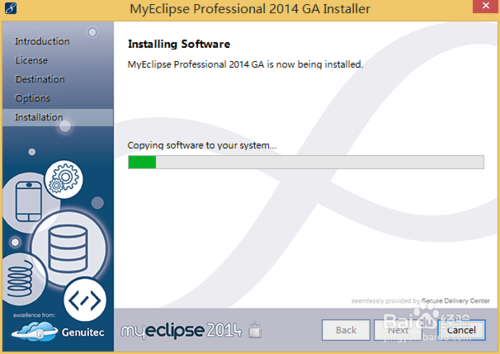 MyEclipse Professional 2014 GA Installer
Introduction
License
Destination
Options
Installation
Installing Software
MyEclipse Professional 2014 GA is now being installed.
Copying software to your system...
seamlessly provided by Secure Delivery Center
excellence from:
Genuitec
myeclipse 2014
Back
Next
Cancel
Baidu经验
jingyan.baidu.com